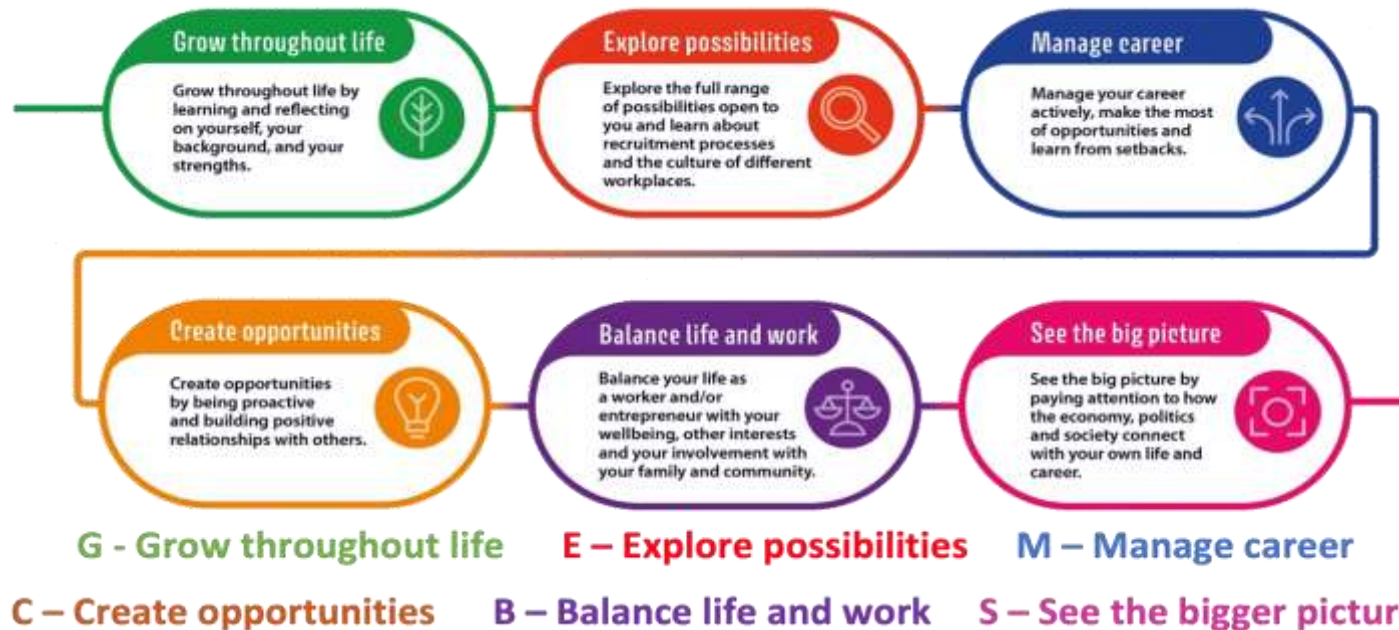 Grow throughout life
Grow throughout life by
learning and reflecting
on yourself, your
background, and your
strengths.
Explore possibilities
Explore the full range
of possibilities open to
you and learn about
recruitment processes
and the culture of different
workplaces.
Manage career
Manage your career
actively, make the most
of opportunities and
learn from setbacks.
Create opportunities
Create opportunities
by being proactive
and building positive
relationships with others.
Balance life and work
Balance your life as
a worker and/or
entrepreneur with your
wellbeing, other interests
and your involvement with
your family and community.
See the big picture
See the big picture by
paying attention to how
the economy, politics
and society connect
with your own life and
career.
G - Grow throughout life E – Explore possibilities M – Manage career
C – Create opportunities B – Balance life and work S – See the bigger pictur